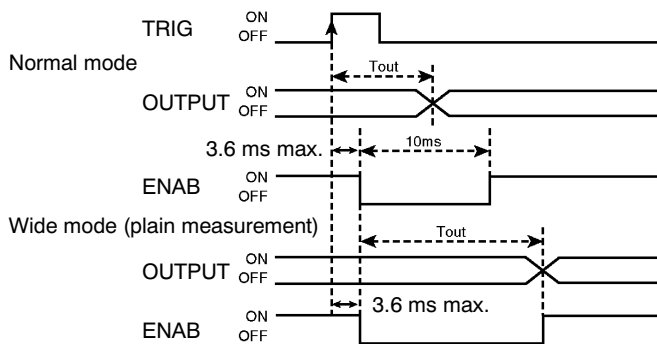 TRIG ON
OFF
Normal mode
Tout
OUTPUT ON
OFF
3.6 ms max. 10ms
ENAB ON
OFF
Wide mode (plain measurement)
Tout
OUTPUT ON
OFF
3.6 ms max.
ENAB ON
OFF